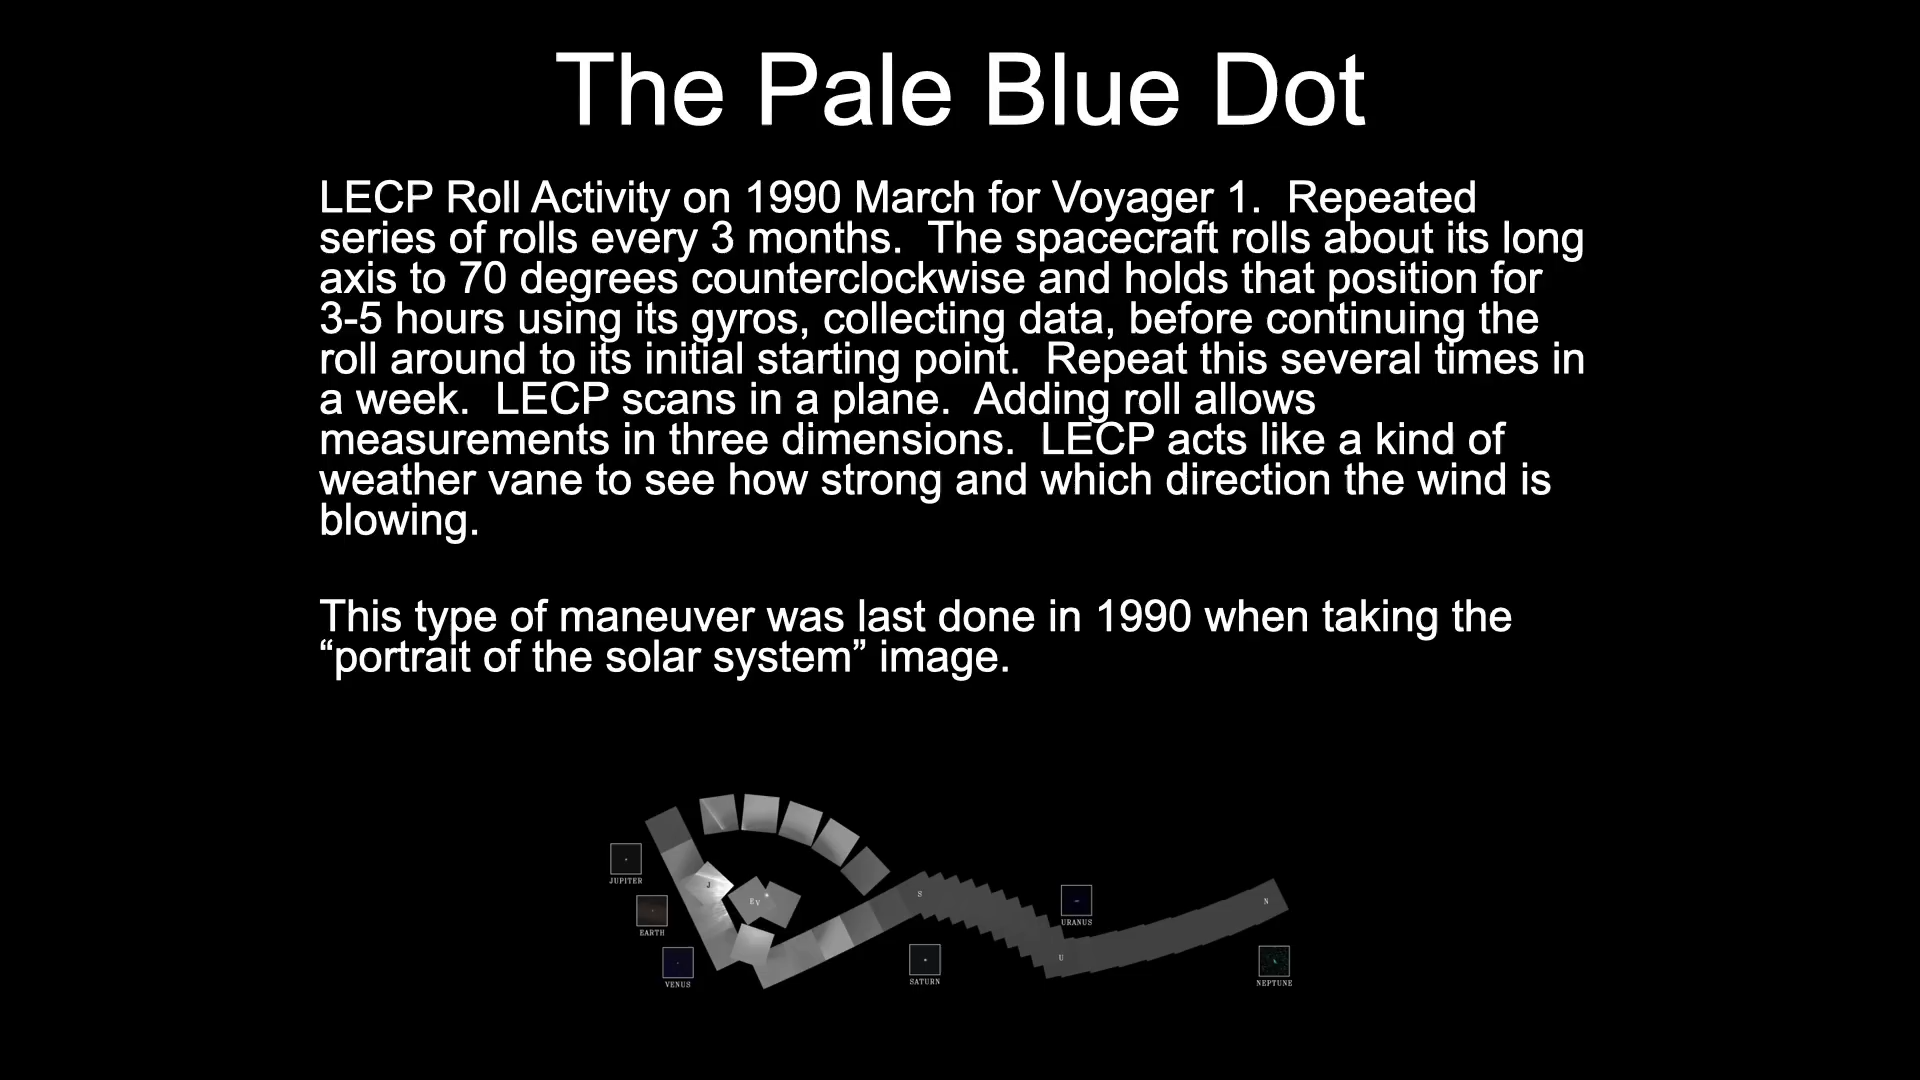 The Pale Blue Dot
LECP Roll Activity on 1990 March for Voyager 1.  Repeated
series of rolls every 3 months.  The spacecraft rolls about its long
axis to 70 degrees counterclockwise and holds that position for
3-5 hours using its gyros, collecting data, before continuing the
roll around to its initial starting point.  Repeat this several times in
a week.  LECP scans in a plane.  Adding roll allows
measurements in three dimensions.  LECP acts like a kind of
weather vane to see how strong and which direction the wind is
blowing.
This type of maneuver was last done in 1990 when taking the
“portrait of the solar system” image.
JUPITER
J
EARTH
E V
VENUS
S
SATURN
URANUS
U
N
NEPTUNE